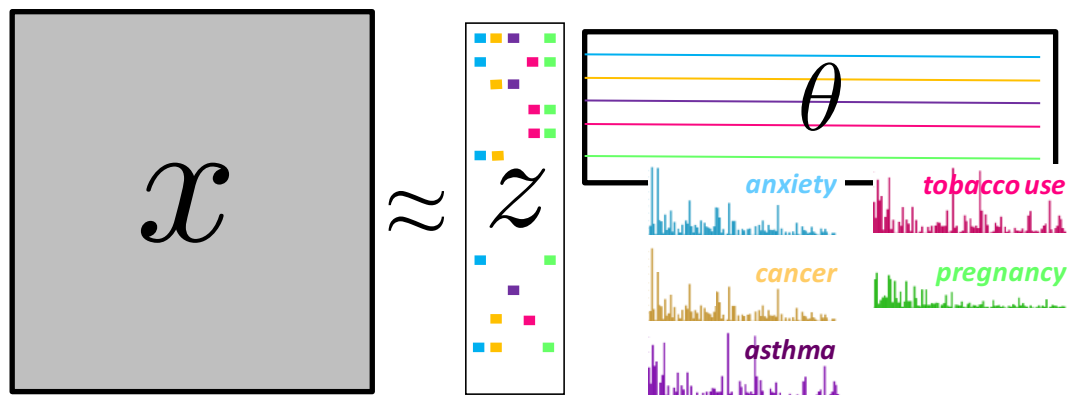 x ≈ z θ
anxiety
tobacco use
cancer
pregnancy
asthma